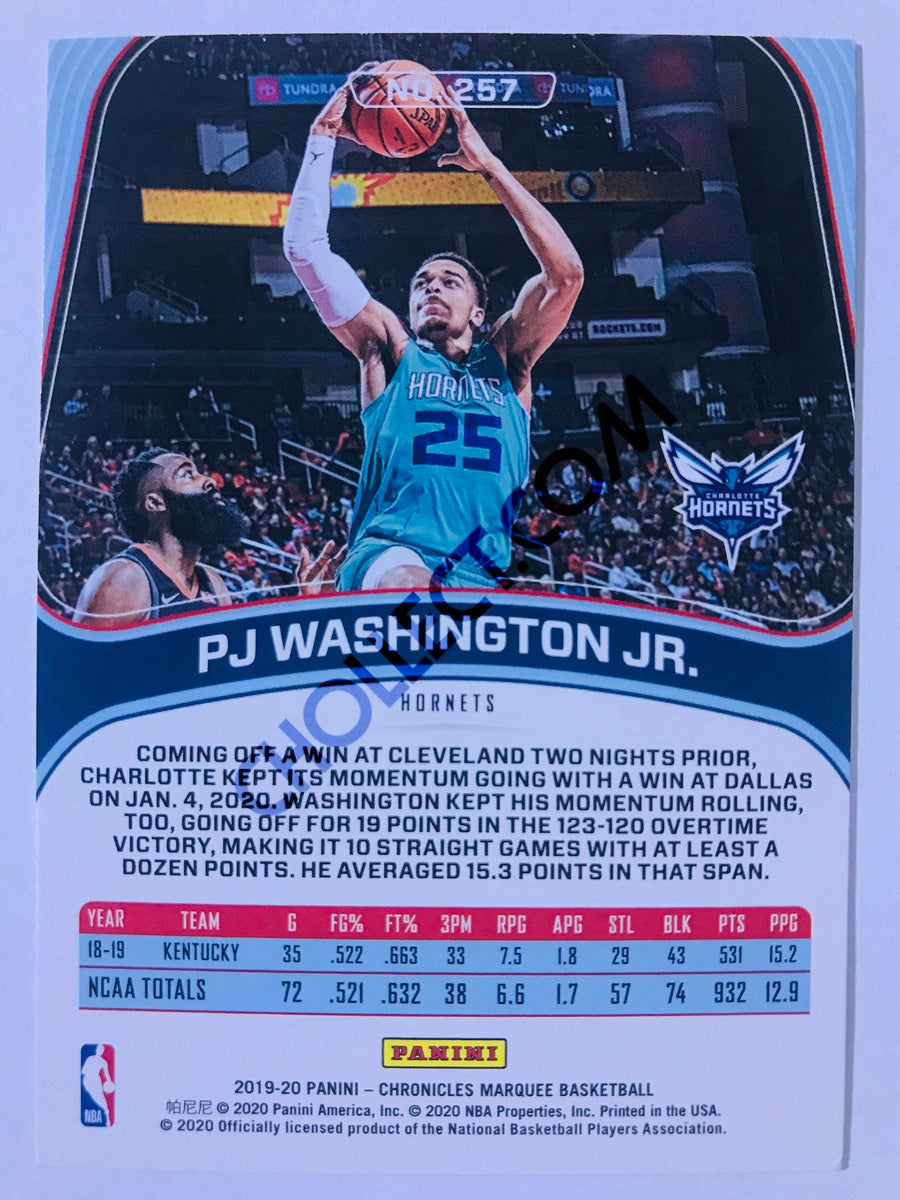 TUNDRA
TUNDRA
NO. 257
ROCKETS.COM
HORNETS
25
CHARLOTTE
HORNETS
CHOLLECT.COM
PJ WASHINGTON JR.
HORNETS
COMING OFF A WIN AT CLEVELAND TWO NIGHTS PRIOR,
CHARLOTTE KEPT ITS MOMENTUM GOING WITH A WIN AT DALLAS
ON JAN. 4, 2020. WASHINGTON KEPT HIS MOMENTUM ROLLING,
TOO, GOING OFF FOR 19 POINTS IN THE 123-120 OVERTIME
VICTORY, MAKING IT 10 STRAIGHT GAMES WITH AT LEAST A
DOZEN POINTS. HE AVERAGED 15.3 POINTS IN THAT SPAN.
YEAR TEAM G FG% FT% 3PM RPG APG STL BLK PTS PPG
18-19 KENTUCKY 35 .522 .663 33 7.5 1.8 29 43 531 15.2
NCAA TOTALS 72 .521 .632 38 6.6 1.7 57 74 932 12.9
PANINI
NBA
2019-20 PANINI – CHRONICLES MARQUEE BASKETBALL
帕尼尼 © 2020 Panini America, Inc. © 2020 NBA Properties, Inc. Printed in the USA.
© 2020 Officially licensed product of the National Basketball Players Association.